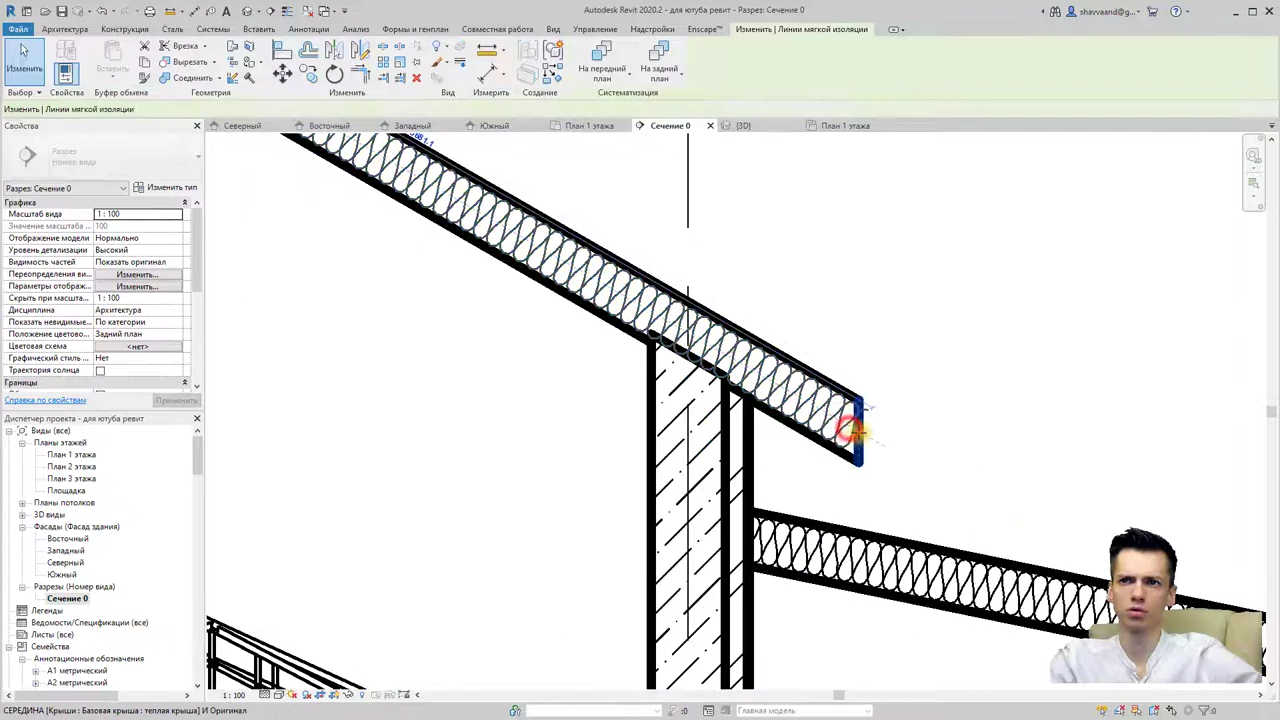 Autodesk Revit 2020.2 - для ютуба ревит - Разрез: Сечение 0
shavvaand@g...
Файл Архитектура Конструкция Сталь Системы Вставить Аннотации Анализ Формы и генплан Совместная работа Вид Управление Надстройки Enscape™ Изменить | Линии мягкой изоляции
Изменить
Вставить
Врезка
Вырезать
Соединить
На передний план
На задний план
Выбор Свойства Буфер обмена Геометрия Изменить Вид Измерить Создание Систематизация
Изменить | Линии мягкой изоляции
Свойства
Северный Восточный Западный Южный План 1 этажа Сечение 0 {3D} План 1 этажа
Разрез
Номер вида
Разрез: Сечение 0
Изменить тип
Графика
Масштаб вида 1 : 100
Значение масштаба ... 100
Отображение модели Нормально
Уровень детализации Высокий
Видимость частей Показать оригинал
Переопределения ви... Изменить...
Параметры отображ... Изменить...
Скрыть при масшта... 1 : 100
Дисциплина Архитектура
Показать невидимые... По категории
Положение цветово... Задний план
Цветовая схема <нет>
Графический стиль ... Нет
Траектория солнца
Границы
Справка по свойствам Применить
Диспетчер проекта - для ютуба ревит
Виды (все)
Планы этажей
План 1 этажа
План 2 этажа
План 3 этажа
Площадка
Планы потолков
3D виды
Фасады (Фасад здания)
Восточный
Западный
Северный
Южный
Разрезы (Номер вида)
Сечение 0
Легенды
Ведомости/Спецификации (все)
Листы (все)
Семейства
Аннотационные обозначения
A1 метрический
A2 метрический
1 : 100
СЕРЕДИНА [Крыши : Базовая крыша : теплая крыша] И Оригинал
:0
Главная модель
:0